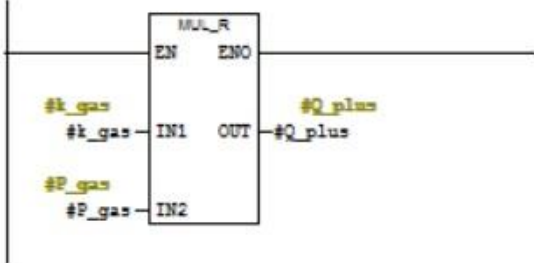 MUL_R
EN ENO
#k_gas #Q_plus
#k_gas IN1 OUT #Q_plus
#P_gas
#P_gas IN2